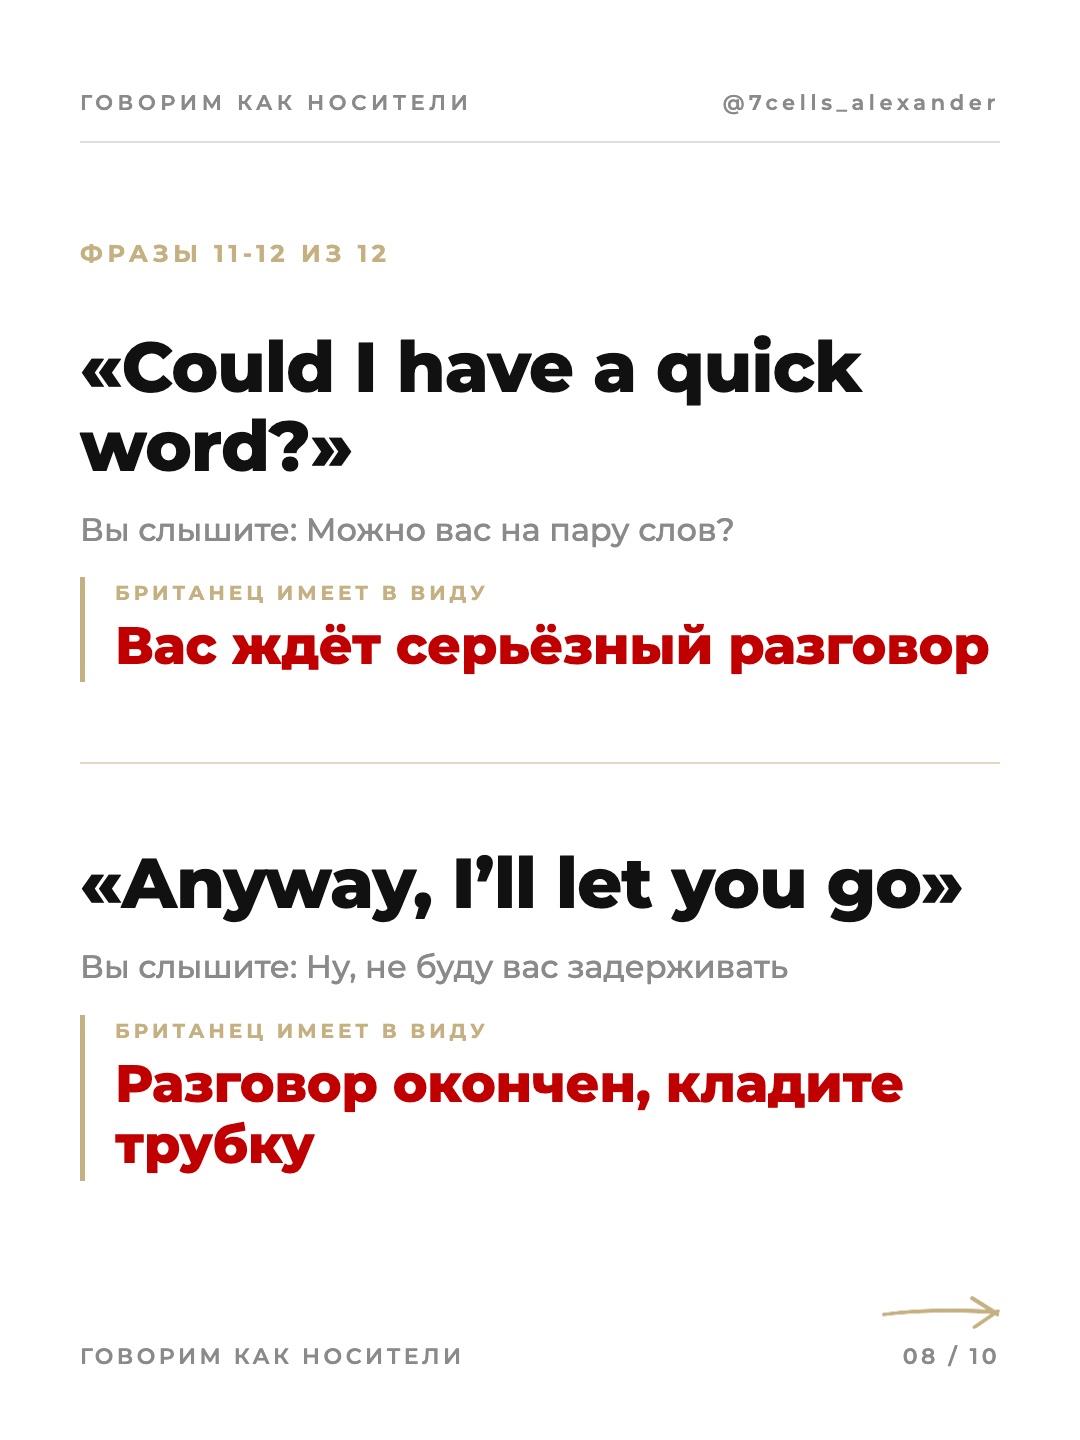 ГОВОРИМ КАК НОСИТЕЛИ
@7cells_alexander
ФРАЗЫ 11-12 ИЗ 12
«Could I have a quick
word?»
Вы слышите: Можно вас на пару слов?
БРИТАНЕЦ ИМЕЕТ В ВИДУ
Вас ждёт серьёзный разговор
«Anyway, I’ll let you go»
Вы слышите: Ну, не буду вас задерживать
БРИТАНЕЦ ИМЕЕТ В ВИДУ
Разговор окончен, кладите
трубку
ГОВОРИМ КАК НОСИТЕЛИ
08 / 10